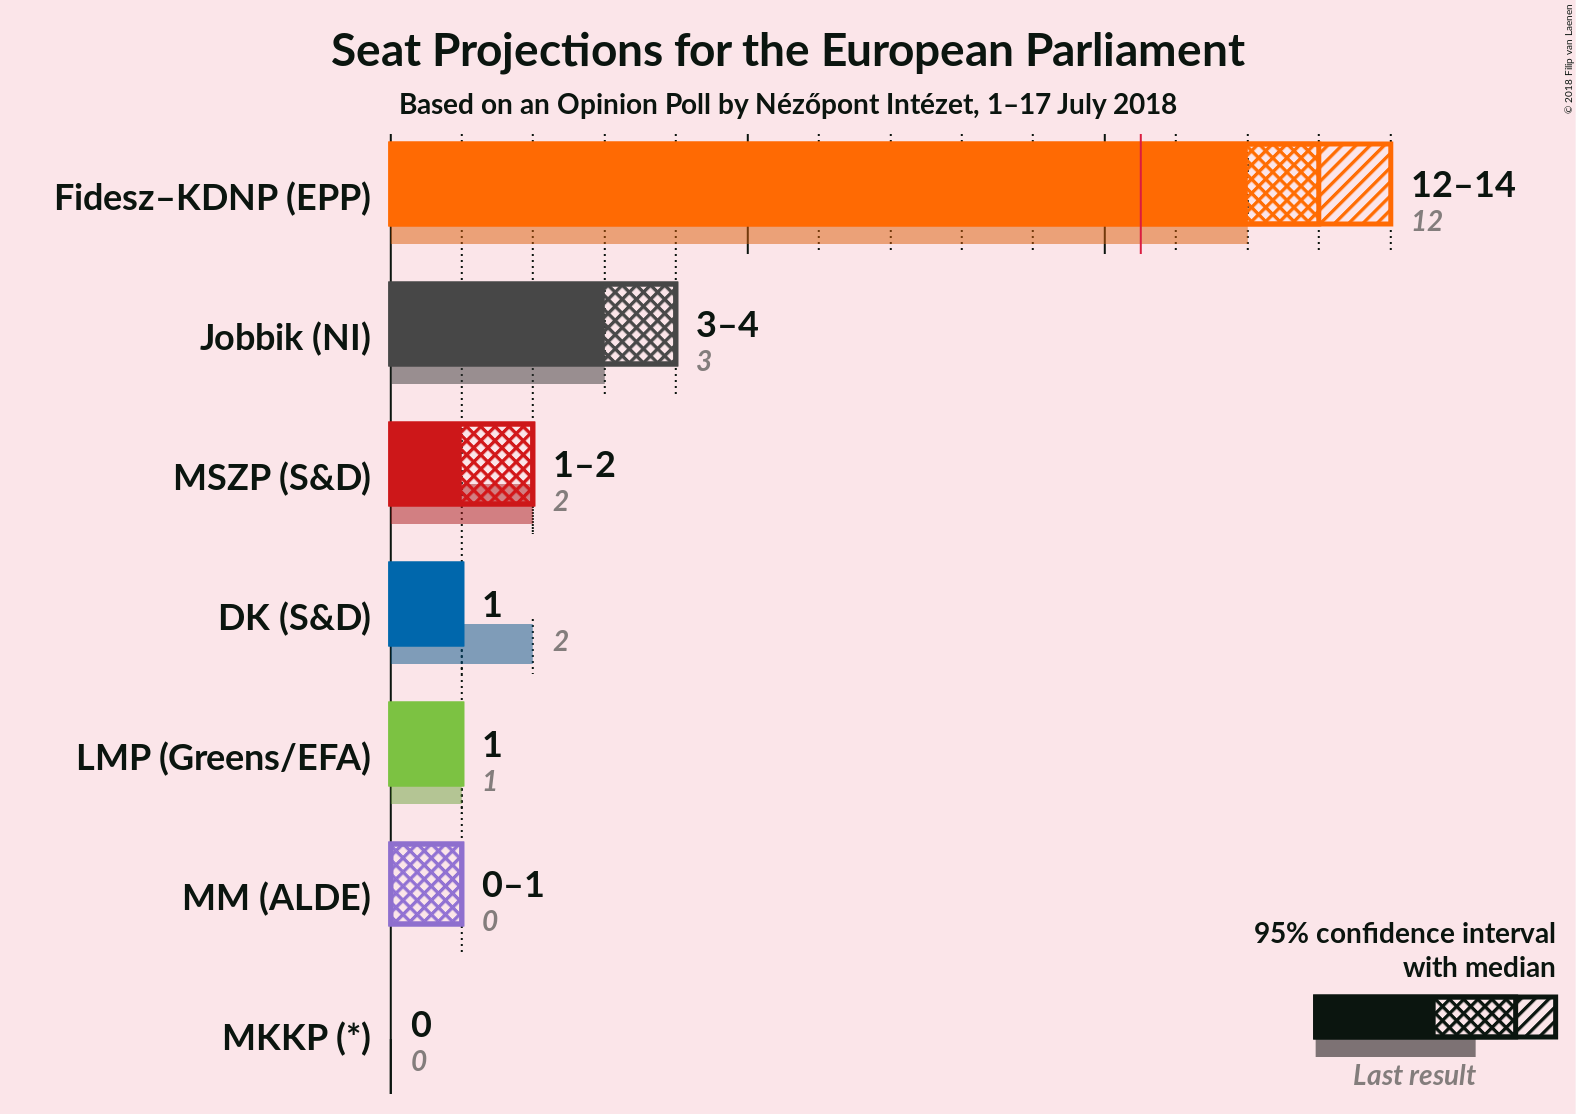 Seat Projections for the European Parliament
Based on an Opinion Poll by Nézőpont Intézet, 1–17 July 2018
© 2018 Filip van Laenen
Fidesz–KDNP (EPP)
12–14
12
Jobbik (NI)
3–4
3
MSZP (S&D)
1–2
2
DK (S&D)
1
2
LMP (Greens/EFA)
1
1
MM (ALDE)
0–1
0
MKKP (*)
0
0
95% confidence interval
with median
Last result